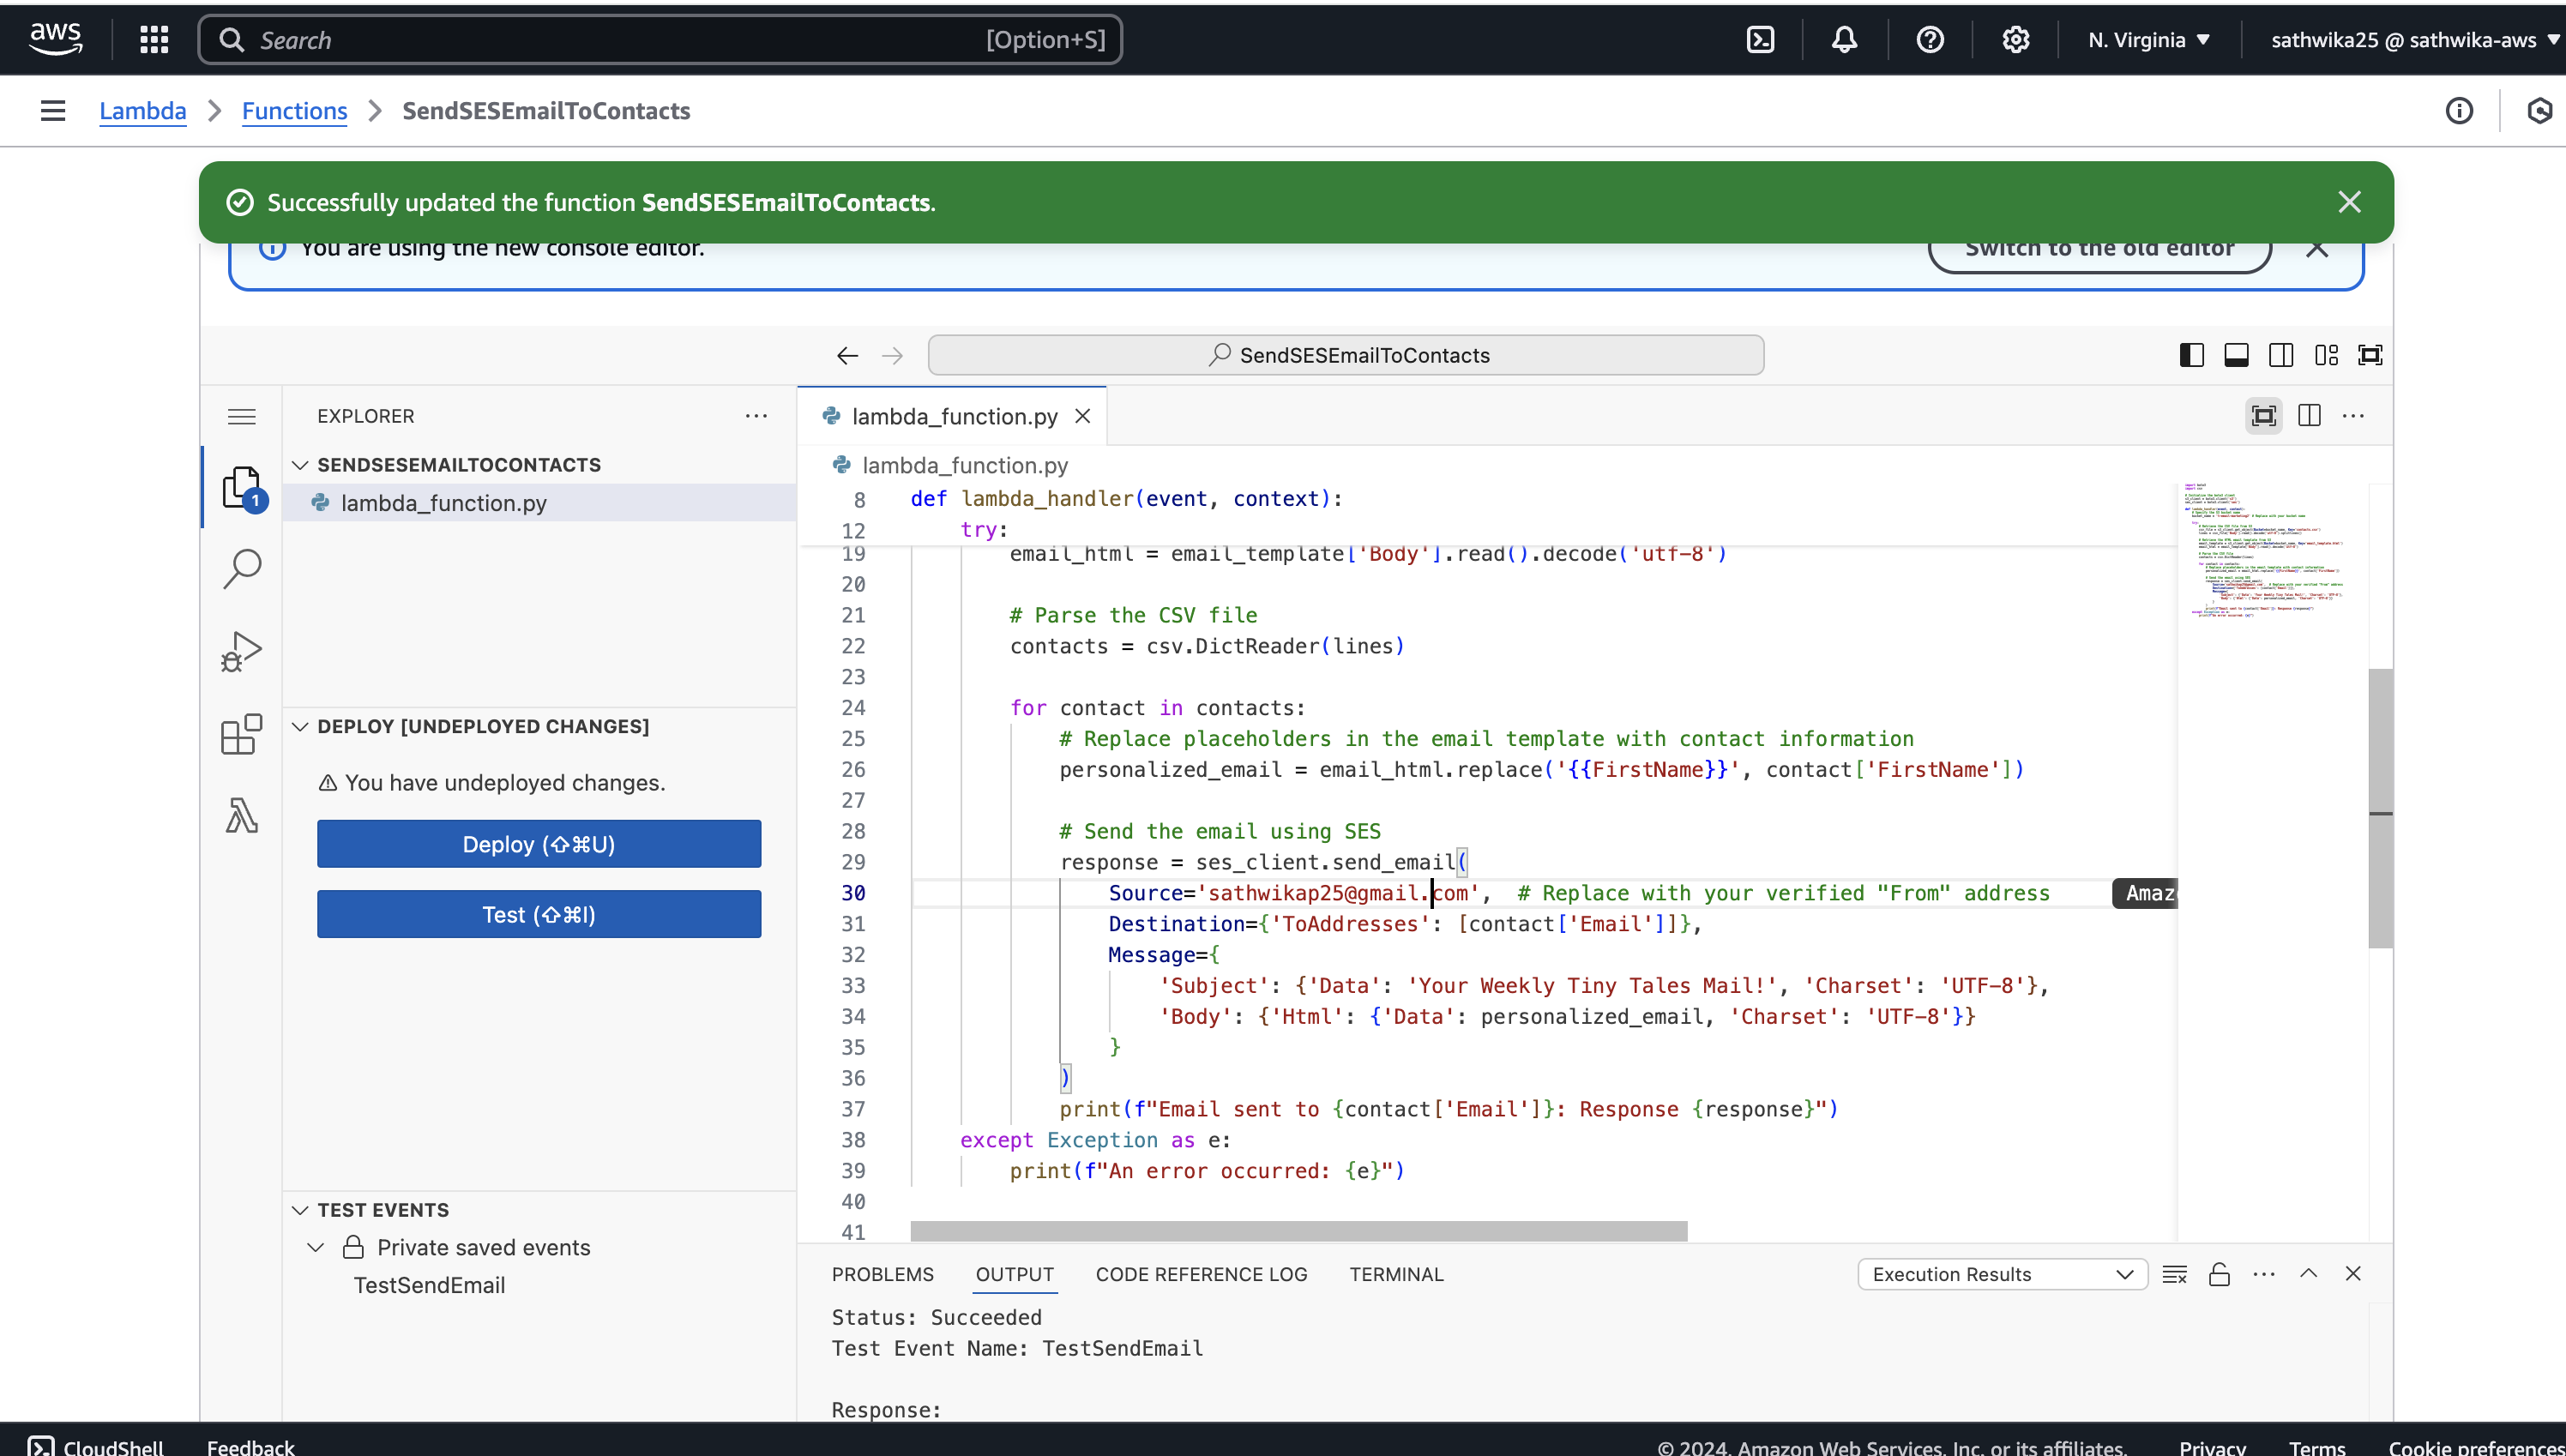 aws
Search
[Option+S]
N. Virginia ▼
sathwika25 @ sathwika-aws ▼
Lambda > Functions > SendSESEmailToContacts
Successfully updated the function SendSESEmailToContacts.
You are using the new console editor.
Switch to the old editor
SendSESEmailToContacts
EXPLORER
SENDSESEMAILTOCONTACTS
lambda_function.py
1
DEPLOY [UNDEPLOYED CHANGES]
You have undeployed changes.
Deploy (⇧⌘U)
Test (⇧⌘I)
TEST EVENTS
Private saved events
TestSendEmail
lambda_function.py
lambda_function.py
8 def lambda_handler(event, context):
12 try:
19 email_html = email_template['Body'].read().decode('utf-8')
20
21 # Parse the CSV file
22 contacts = csv.DictReader(lines)
23
24 for contact in contacts:
25 # Replace placeholders in the email template with contact information
26 personalized_email = email_html.replace('{{FirstName}}', contact['FirstName'])
27
28 # Send the email using SES
29 response = ses_client.send_email(
30 Source='sathwikap25@gmail.com', # Replace with your verified "From" address
31 Destination={'ToAddresses': [contact['Email']]},
32 Message={
33 'Subject': {'Data': 'Your Weekly Tiny Tales Mail!', 'Charset': 'UTF-8'},
34 'Body': {'Html': {'Data': personalized_email, 'Charset': 'UTF-8'}}
35 }
36 )
37 print(f"Email sent to {contact['Email']}: Response {response}")
38 except Exception as e:
39 print(f"An error occurred: {e}")
40
41
PROBLEMS
OUTPUT
CODE REFERENCE LOG
TERMINAL
Execution Results
Status: Succeeded
Test Event Name: TestSendEmail
Response:
CloudShell
Feedback
© 2024, Amazon Web Services, Inc. or its affiliates.
Privacy
Terms
Cookie preferences